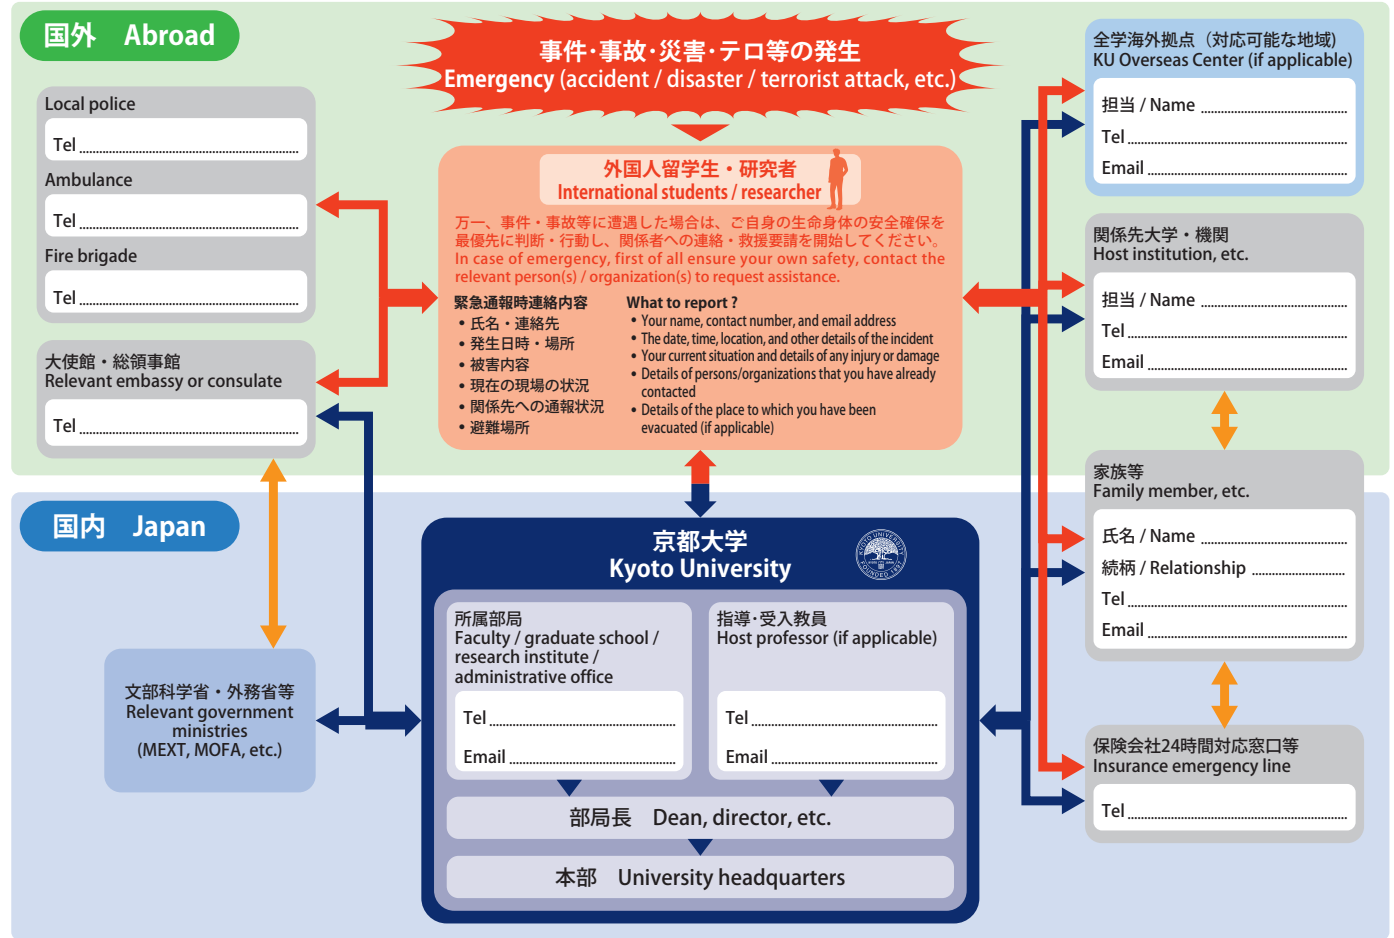 国外 Abroad
事件･事故･災害･テロ等の発生
Emergency (accident / disaster / terrorist attack, etc.)
Local police
Tel
Ambulance
Tel
Fire brigade
Tel
大使館・総領事館
Relevant embassy or consulate
Tel
外国人留学生・研究者
International students / researcher
万一、事件・事故等に遭遇した場合は、ご自身の生命身体の安全確保を
最優先に判断・行動し、関係者への連絡・救援要請を開始してください。
In case of emergency, first of all ensure your own safety, contact the
relevant person(s) / organization(s) to request assistance.
緊急通報時連絡内容
• 氏名・連絡先
• 発生日時・場所
• 被害内容
• 現在の現場の状況
• 関係先への通報状況
• 避難場所
What to report ?
• Your name, contact number, and email address
• The date, time, location, and other details of the incident
• Your current situation and details of any injury or damage
• Details of persons/organizations that you have already
contacted
• Details of the place to which you have been
evacuated (if applicable)
全学海外拠点（対応可能な地域)
KU Overseas Center (if applicable)
担当 / Name
Tel
Email
関係先大学・機関
Host institution, etc.
担当 / Name
Tel
Email
家族等
Family member, etc.
氏名 / Name
続柄 / Relationship
Tel
Email
保険会社24時間対応窓口等
Insurance emergency line
Tel
国内 Japan
文部科学省・外務省等
Relevant government
ministries
(MEXT, MOFA, etc.)
京都大学
Kyoto University
KYOTO UNIVERSITY
FOUNDED 1897
所属部局
Faculty / graduate school /
research institute /
administrative office
Tel
Email
指導･受入教員
Host professor (if applicable)
Tel
Email
部局長 Dean, director, etc.
本部 University headquarters